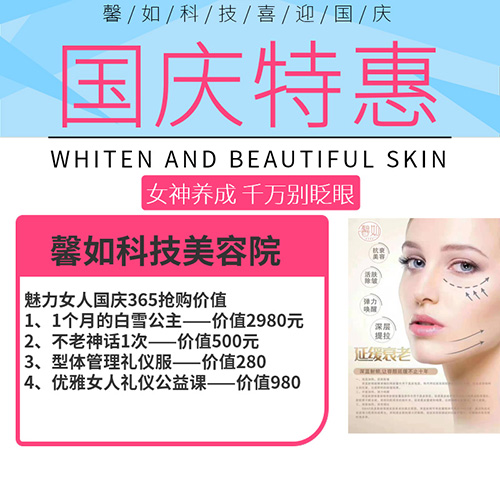 馨/如/科/技/喜/迎/国/庆
国庆特惠
WHITEN AND BEAUTIFUL SKIN
女神养成 千万别眨眼
馨如科技美容院
魅力女人国庆365抢购价值
1、1个月的白雪公主——价值2980元
2、不老神话1次——价值500元
3、型体管理礼仪服——价值280
4、优雅女人礼仪公益课——价值980
馨如
抗衰
美容
活肤
除皱
弹力
唤醒
深层
提拉
延缓衰老